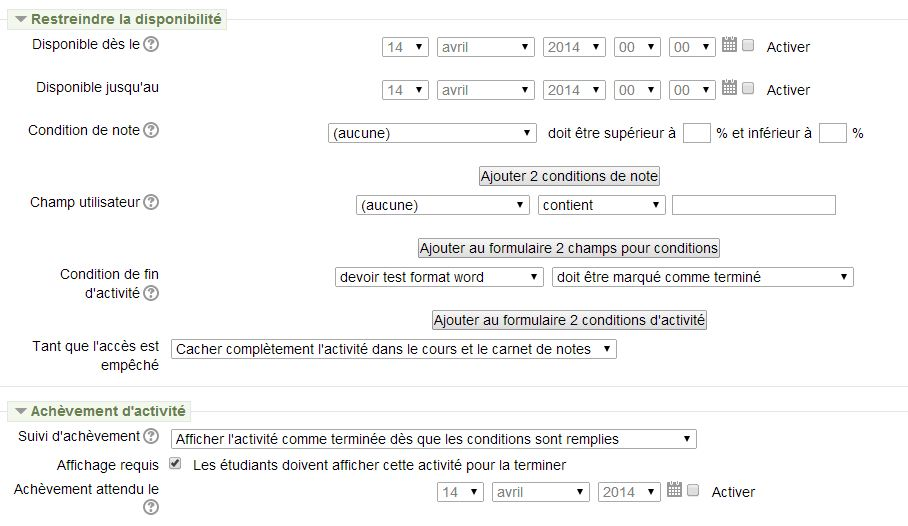 Restreindre la disponibilité
Disponible dès le 14 avril 2014 00 00 Activer
Disponible jusqu'au 14 avril 2014 00 00 Activer
Condition de note (aucune) doit être supérieur à % et inférieur à %
Ajouter 2 conditions de note
Champ utilisateur (aucune) contient
Ajouter au formulaire 2 champs pour conditions
Condition de fin devoir test format word doit être marqué comme terminé
d'activité
Ajouter au formulaire 2 conditions d'activité
Tant que l'accès est Cacher complètement l'activité dans le cours et le carnet de notes
empêché
Achèvement d'activité
Suivi d'achèvement Afficher l'activité comme terminée dès que les conditions sont remplies
Affichage requis Les étudiants doivent afficher cette activité pour la terminer
Achèvement attendu le 14 avril 2014 Activer